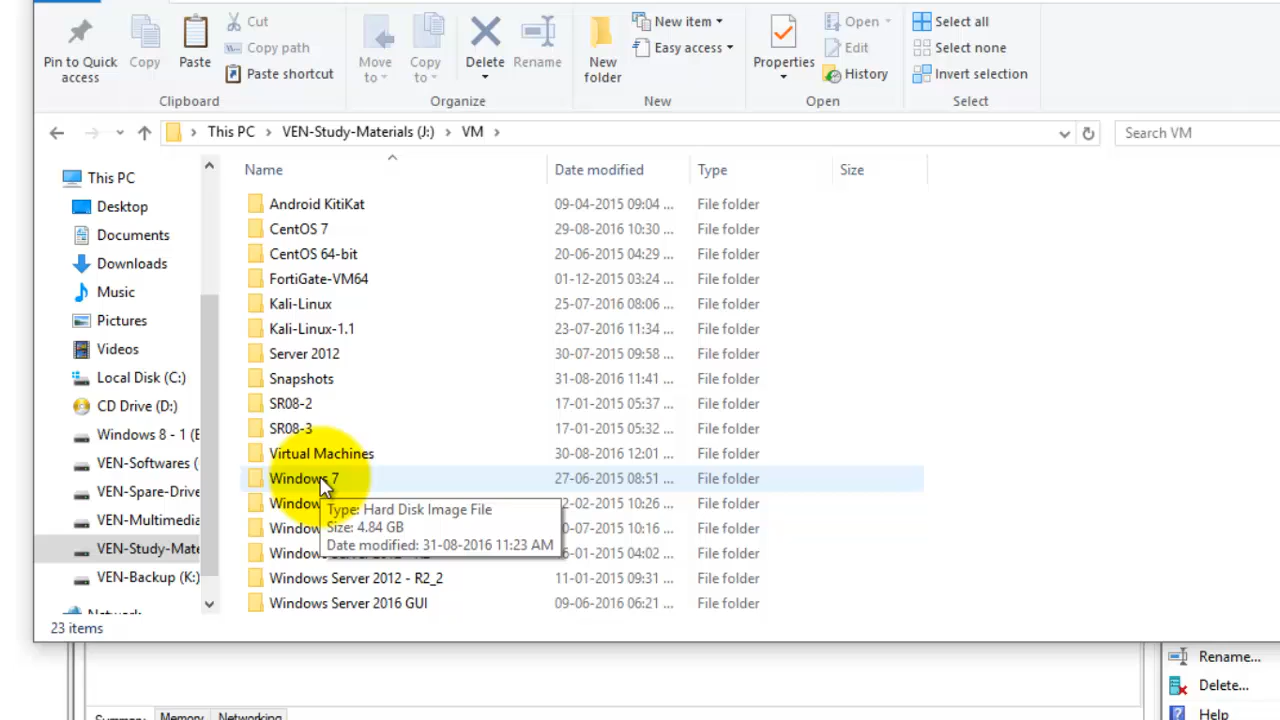 Cut
Copy path
Paste shortcut
Pin to Quick access
Copy
Paste
Clipboard
Move to
Copy to
Delete
Rename
Organize
New folder
New item
Easy access
New
Properties
Open
Edit
History
Open
Select all
Select none
Invert selection
Select
This PC > VEN-Study-Materials (J:) > VM >
Search VM
This PC
Desktop
Documents
Downloads
Music
Pictures
Videos
Local Disk (C:)
CD Drive (D:)
Windows 8 - 1 (E
VEN-Softwares (
VEN-Spare-Drive
VEN-Multimedia
VEN-Study-Mate
VEN-Backup (K:)
Network
Name Date modified Type Size
Android KitiKat 09-04-2015 09:04 ... File folder
CentOS 7 29-08-2016 10:30 ... File folder
CentOS 64-bit 20-06-2015 04:29 ... File folder
FortiGate-VM64 01-12-2015 03:24 ... File folder
Kali-Linux 25-07-2016 08:06 ... File folder
Kali-Linux-1.1 23-07-2016 11:34 ... File folder
Server 2012 30-07-2015 09:58 ... File folder
Snapshots 31-08-2016 11:41 ... File folder
SR08-2 17-01-2015 05:37 ... File folder
SR08-3 17-01-2015 05:32 ... File folder
Virtual Machines 30-08-2016 12:01 ... File folder
Windows 7 27-06-2015 08:51 ... File folder
Window 2-02-2015 10:26 ... File folder
Window 0-07-2015 10:16 ... File folder
Window 6-01-2015 04:02 ... File folder
Windows Server 2012 - R2_2 11-01-2015 09:31 ... File folder
Windows Server 2016 GUI 09-06-2016 06:21 ... File folder
Type: Hard Disk Image File
Size: 4.84 GB
Date modified: 31-08-2016 11:23 AM
23 items
Rename...
Delete...
Help
Summary Memory Networking